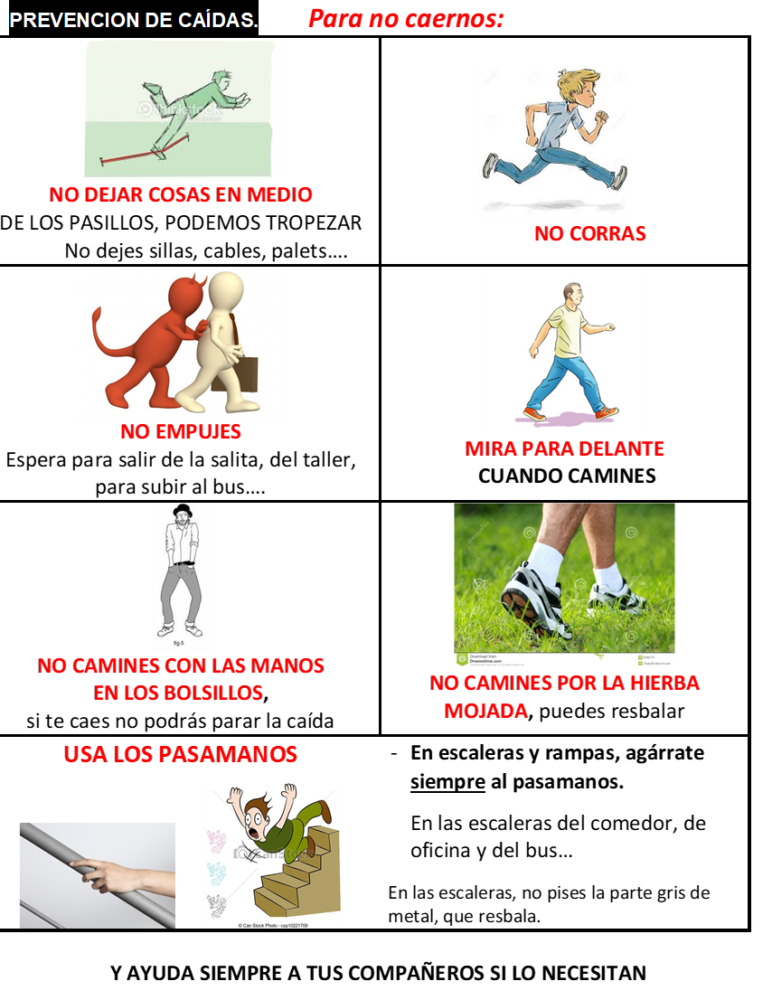 PREVENCION DE CAÍDAS.
Para no caernos:
thinkstock
NO DEJAR COSAS EN MEDIO
DE LOS PASILLOS, PODEMOS TROPEZAR
No dejes sillas, cables, palets....
NO CORRAS
NO EMPUJES
Espera para salir de la salita, del taller,
para subir al bus....
MIRA PARA DELANTE
CUANDO CAMINES
fig.5
NO CAMINES CON LAS MANOS
EN LOS BOLSILLOS,
si te caes no podrás parar la caída
Download from
Dreamstime.com
NO CAMINES POR LA HIERBA
MOJADA, puedes resbalar
USA LOS PASAMANOS
© Can Stock Photo - csp10221709
- En escaleras y rampas, agárrate
siempre al pasamanos.
En las escaleras del comedor, de
oficina y del bus...
En las escaleras, no pises la parte gris de
metal, que resbala.
Y AYUDA SIEMPRE A TUS COMPAÑEROS SI LO NECESITAN